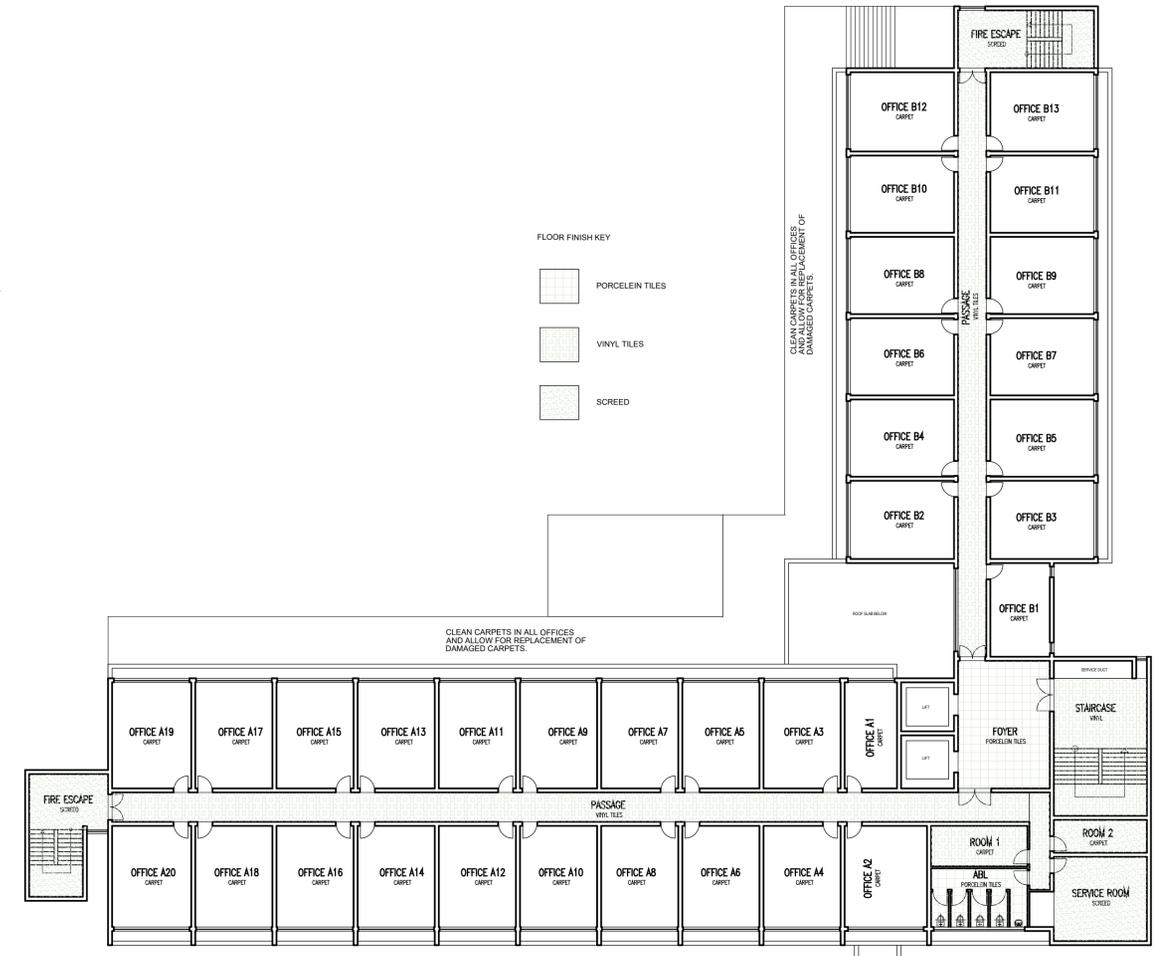 FIRE ESCAPE
SCREED
OFFICE B12
CARPET
OFFICE B13
CARPET
OFFICE B10
CARPET
OFFICE B11
CARPET
FLOOR FINISH KEY
PORCELEIN TILES
VINYL TILES
SCREED
CLEAN CARPETS IN ALL OFFICES
AND ALLOW FOR REPLACEMENT OF
DAMAGED CARPETS.
OFFICE B8
CARPET
OFFICE B9
CARPET
PASSAGE
VINYL TILES
OFFICE B6
CARPET
OFFICE B7
CARPET
OFFICE B4
CARPET
OFFICE B5
CARPET
OFFICE B2
CARPET
OFFICE B3
CARPET
ROOF SLAB BELOW
OFFICE B1
CARPET
CLEAN CARPETS IN ALL OFFICES
AND ALLOW FOR REPLACEMENT OF
DAMAGED CARPETS.
SERVICE DUCT
OFFICE A19
CARPET
OFFICE A17
CARPET
OFFICE A15
CARPET
OFFICE A13
CARPET
OFFICE A11
CARPET
OFFICE A9
CARPET
OFFICE A7
CARPET
OFFICE A5
CARPET
OFFICE A3
CARPET
OFFICE A1
CARPET
LIFT
LIFT
FOYER
PORCELEIN TILES
STAIRCASE
VINYL
FIRE ESCAPE
SCREED
PASSAGE
VINYL TILES
OFFICE A20
CARPET
OFFICE A18
CARPET
OFFICE A16
CARPET
OFFICE A14
CARPET
OFFICE A12
CARPET
OFFICE A10
CARPET
OFFICE A8
CARPET
OFFICE A6
CARPET
OFFICE A4
CARPET
OFFICE A2
CARPET
ROOM 1
CARPET
ABL
PORCELEIN TILES
ROOM 2
CARPET
SERVICE ROOM
SCREED